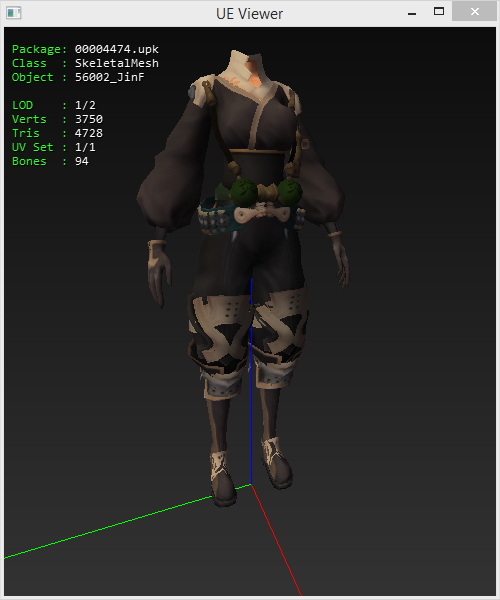 UE Viewer
Package: 00004474.upk
Class  : SkeletalMesh
Object : 56002_JinF
LOD    : 1/2
Verts  : 3750
Tris   : 4728
UV Set : 1/1
Bones  : 94